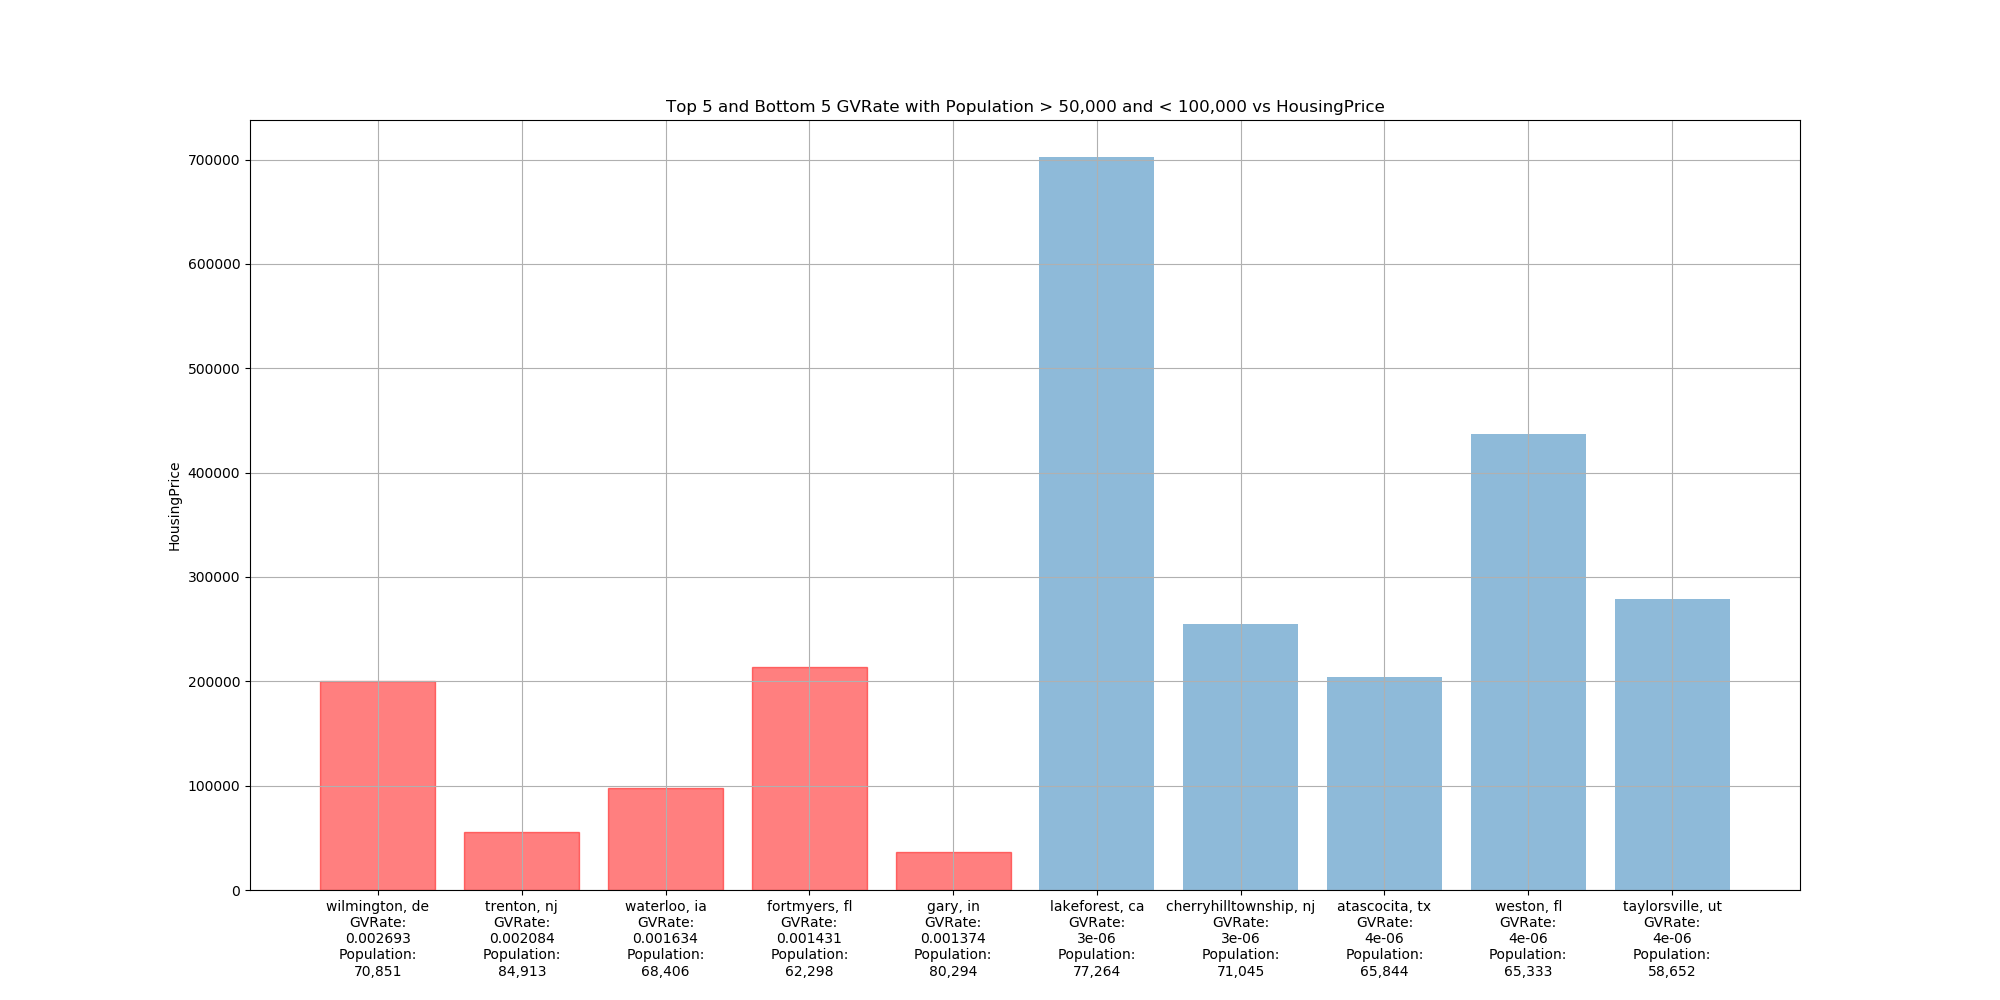 Top 5 and Bottom 5 GVRate with Population > 50,000 and < 100,000 vs HousingPrice
700000
600000
500000
400000
300000
200000
100000
0
HousingPrice
wilmington, de
GVRate:
0.002693
Population:
70,851
trenton, nj
GVRate:
0.002084
Population:
84,913
waterloo, ia
GVRate:
0.001634
Population:
68,406
fortmyers, fl
GVRate:
0.001431
Population:
62,298
gary, in
GVRate:
0.001374
Population:
80,294
lakeforest, ca
GVRate:
3e-06
Population:
77,264
cherryhilltownship, nj
GVRate:
3e-06
Population:
71,045
atascocita, tx
GVRate:
4e-06
Population:
65,844
weston, fl
GVRate:
4e-06
Population:
65,333
taylorsville, ut
GVRate:
4e-06
Population:
58,652